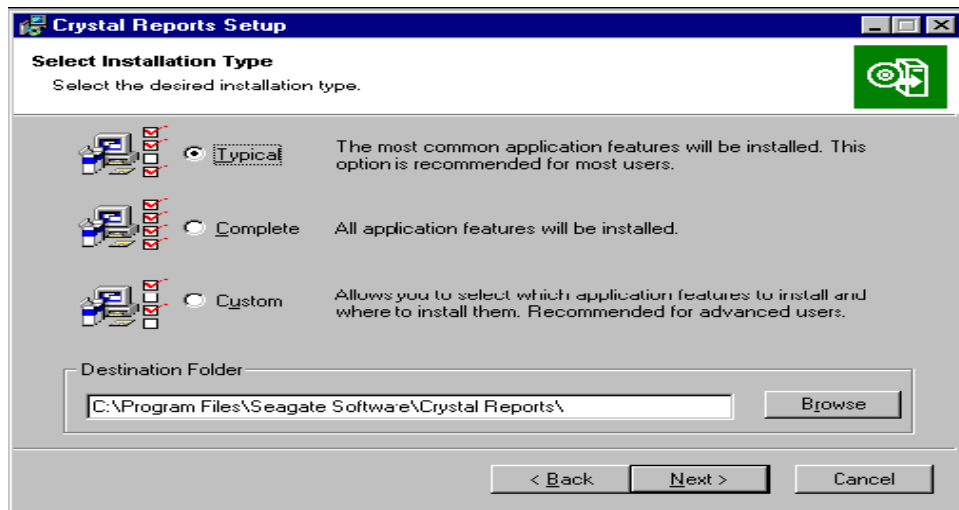 Crystal Reports Setup
Select Installation Type
Select the desired installation type.
Typical
The most common application features will be installed. This
option is recommended for most users.
Complete
All application features will be installed.
Custom
Allows you to select which application features to install and
where to install them. Recommended for advanced users.
Destination Folder
C:\Program Files\Seagate Software\Crystal Reports\
Browse
< Back
Next >
Cancel